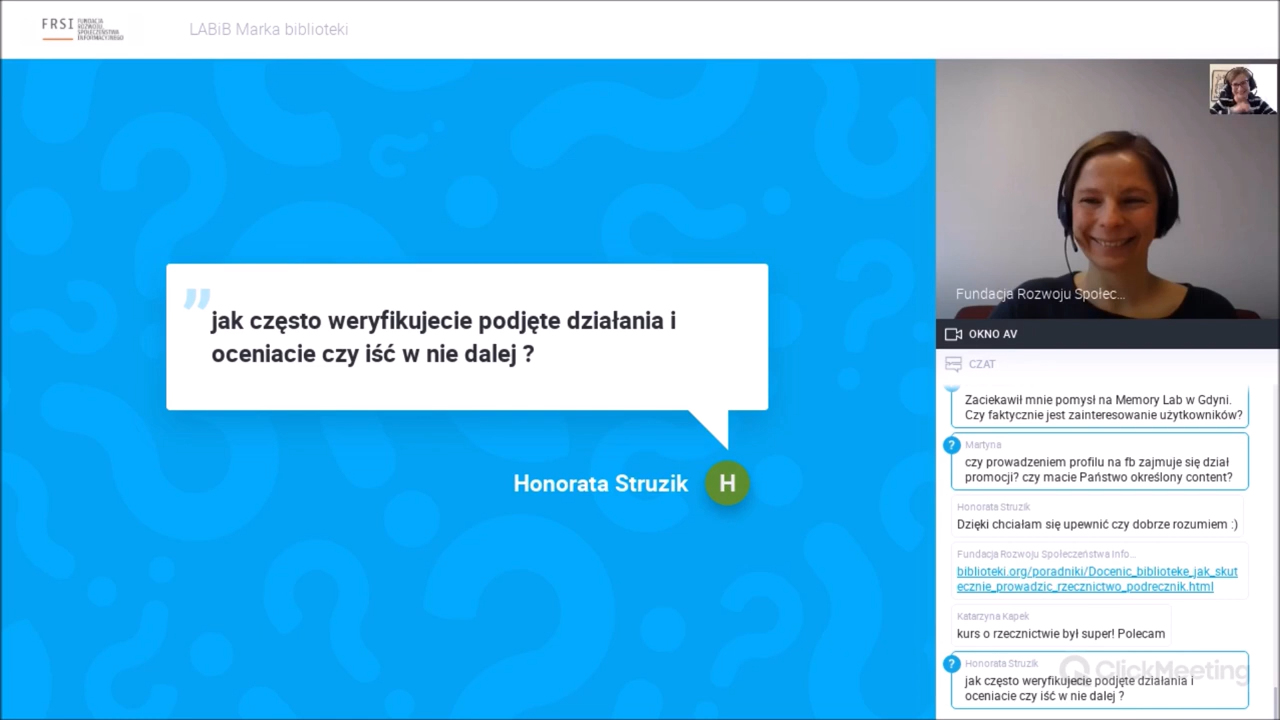 FRSI
FUNDACJA
ROZWOJU
SPOŁECZEŃSTWA
INFORMACYJNEGO
LABiB Marka biblioteki
jak często weryfikujecie podjęte działania i
oceniacie czy iść w nie dalej ?
Honorata Struzik
H
Fundacja Rozwoju Społec...
OKNO AV
CZAT
Zaciekawił mnie pomysł na Memory Lab w Gdyni.
Czy faktycznie jest zainteresowanie użytkowników?
?
Martyna
czy prowadzeniem profilu na fb zajmuje się dział
promocji? czy macie Państwo określony content?
Honorata Struzik
Dzięki chciałam się upewnić czy dobrze rozumiem :)
Fundacja Rozwoju Społeczeństwa Info...
biblioteki.org/poradniki/Docenic_biblioteke_jak_skut
ecznie_prowadzic_rzecznictwo_podrecznik.html
Katarzyna Kapek
kurs o rzecznictwie był super! Polecam
?
Honorata Struzik
jak często weryfikujecie podjęte działania i
oceniacie czy iść w nie dalej ?
ClickMeeting